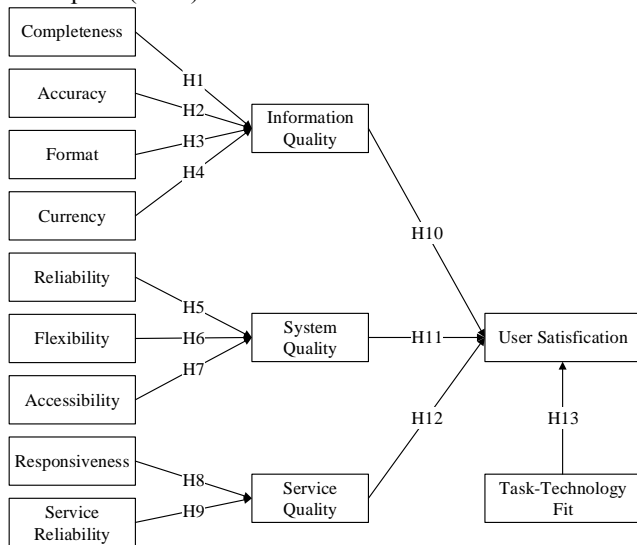 Completeness
H1
Accuracy
H2
Information
Quality
Format
H3
H4
Currency
H10
Reliability
H5
Flexibility
H6
System
Quality
H11
User Satisfication
H7
Accessibility
H12
H13
Responsiveness
H8
Service
Quality
Task-Technology
Fit
H9
Service
Reliability